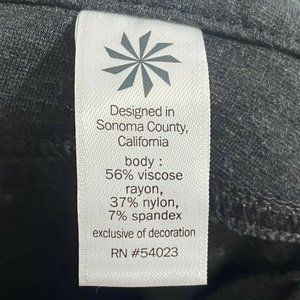 Designed in
Sonoma County,
California
body :
56% viscose
rayon,
37% nylon,
7% spandex
exclusive of decoration
RN #54023